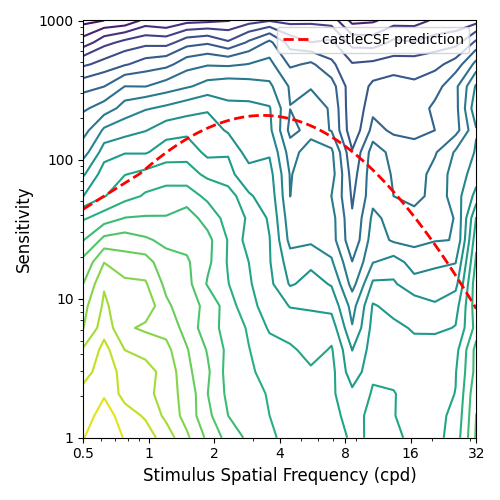 1000
castleCSF prediction
100
10
1
Sensitivity
0.5 1 2 4 8 16 32
Stimulus Spatial Frequency (cpd)